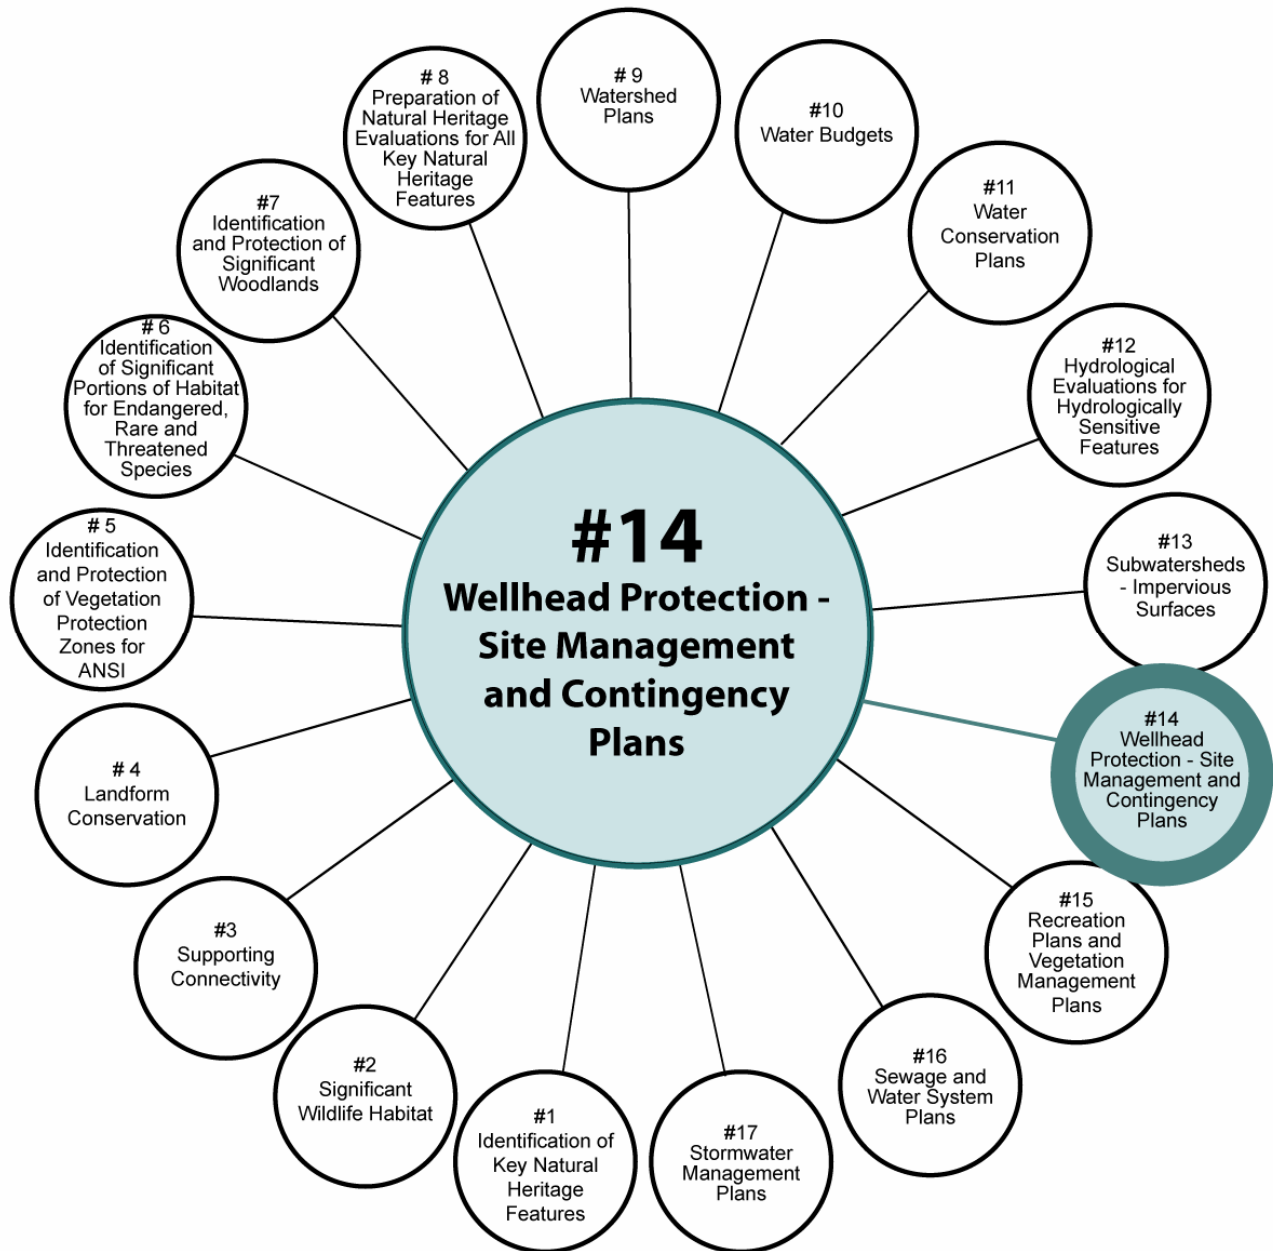 # 8
Preparation of
Natural Heritage
Evaluations for All
Key Natural
Heritage
Features
# 9
Watershed
Plans
#10
Water Budgets
#11
Water
Conservation
Plans
#12
Hydrological
Evaluations for
Hydrologically
Sensitive
Features
#13
Subwatersheds
- Impervious
Surfaces
#14
Wellhead
Protection - Site
Management and
Contingency
Plans
#15
Recreation
Plans and
Vegetation
Management
Plans
#16
Sewage and
Water System
Plans
#17
Stormwater
Management
Plans
#1
Identification of
Key Natural
Heritage
Features
#2
Significant
Wildlife Habitat
#3
Supporting
Connectivity
# 4
Landform
Conservation
# 5
Identification
and Protection
of Vegetation
Protection
Zones for
ANSI
# 6
Identification
of Significant
Portions of Habitat
for Endangered,
Rare and
Threatened
Species
#7
Identification
and Protection of
Significant
Woodlands
#14
Wellhead Protection -
Site Management
and Contingency
Plans